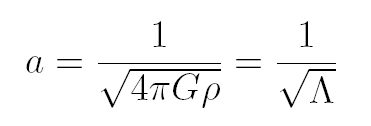 a = 1/√(4πGρ) = 1/√Λ